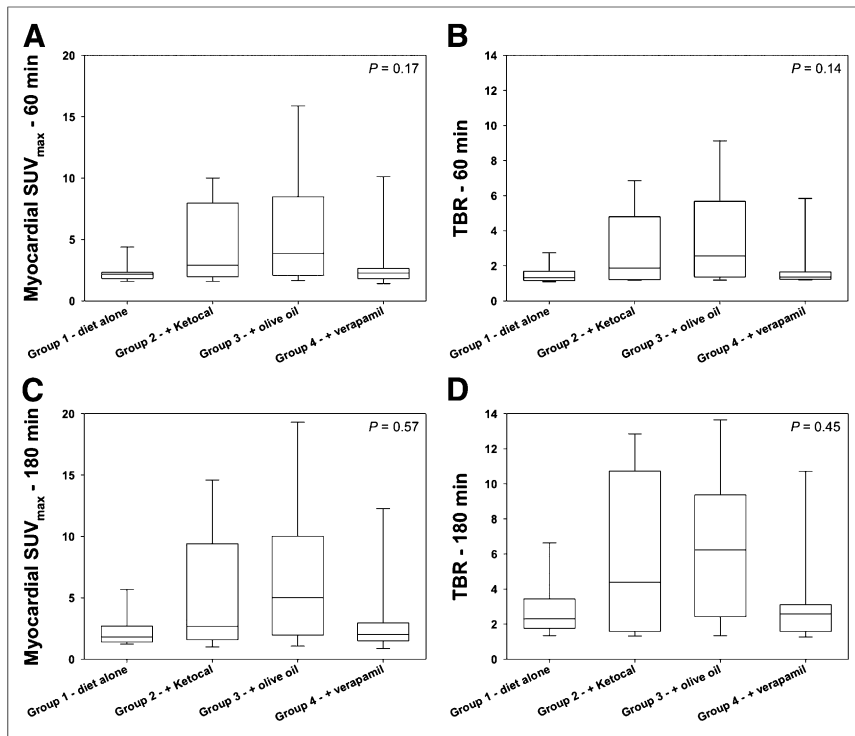 A
Myocardial SUVmax - 60 min
20
15
10
5
0
P = 0.17
Group 1 - diet alone
Group 2 - + Ketocal
Group 3 - + olive oil
Group 4 - + verapamil
B
TBR - 60 min
14
12
10
8
6
4
2
0
P = 0.14
Group 1 - diet alone
Group 2 - + Ketocal
Group 3 - + olive oil
Group 4 - + verapamil
C
Myocardial SUVmax - 180 min
20
15
10
5
0
P = 0.57
Group 1 - diet alone
Group 2 - + Ketocal
Group 3 - + olive oil
Group 4 - + verapamil
D
TBR - 180 min
14
12
10
8
6
4
2
0
P = 0.45
Group 1 - diet alone
Group 2 - + Ketocal
Group 3 - + olive oil
Group 4 - + verapamil